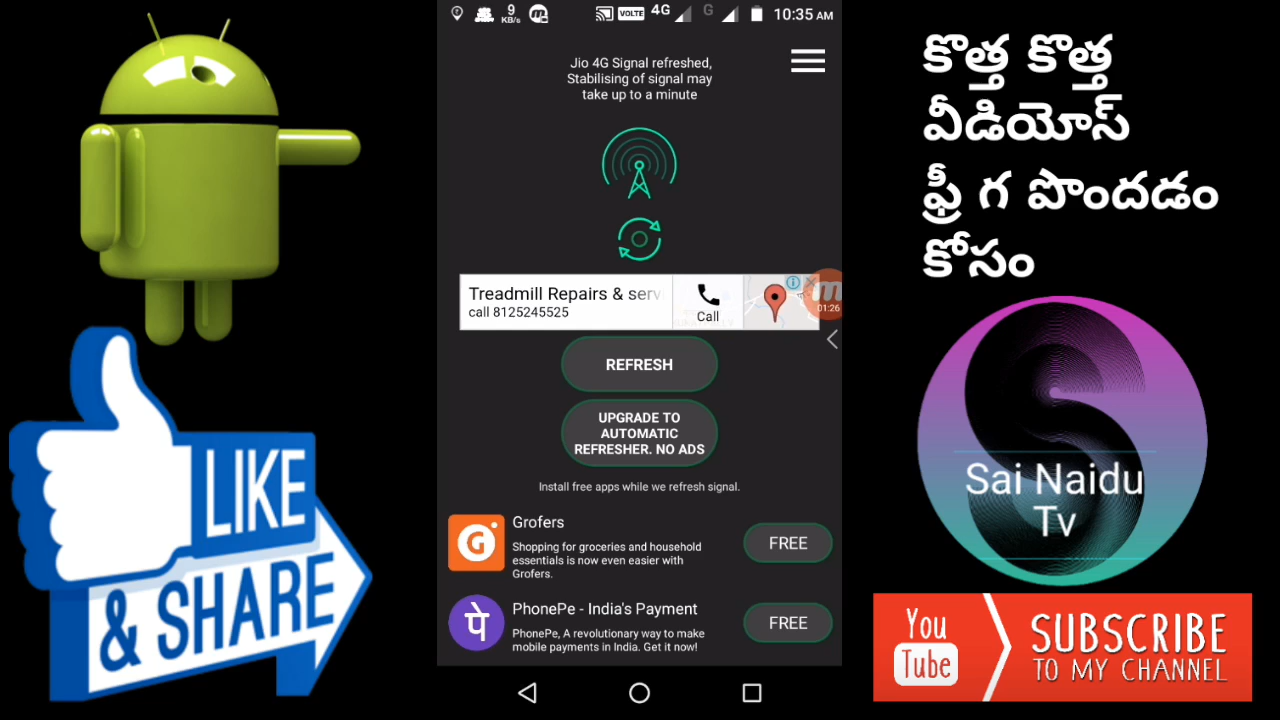 9
KB/s
VOLTE
4G
G
10:35 AM
Jio 4G Signal refreshed,
Stabilising of signal may
take up to a minute
Treadmill Repairs & serv
call 8125245525
Call
01:26
REFRESH
UPGRADE TO
AUTOMATIC
REFRESHER. NO ADS
Install free apps while we refresh signal.
Grofers
Shopping for groceries and household
essentials is now even easier with
Grofers.
FREE
पे
PhonePe - India's Payment
PhonePe, A revolutionary way to make
mobile payments in India. Get it now!
FREE
LIKE
& SHARE
కొత్త కొత్త
వీడియోస్
ఫ్రీ గ పొందడం
కోసం
Sai Naidu
Tv
You
Tube
SUBSCRIBE
TO MY CHANNEL